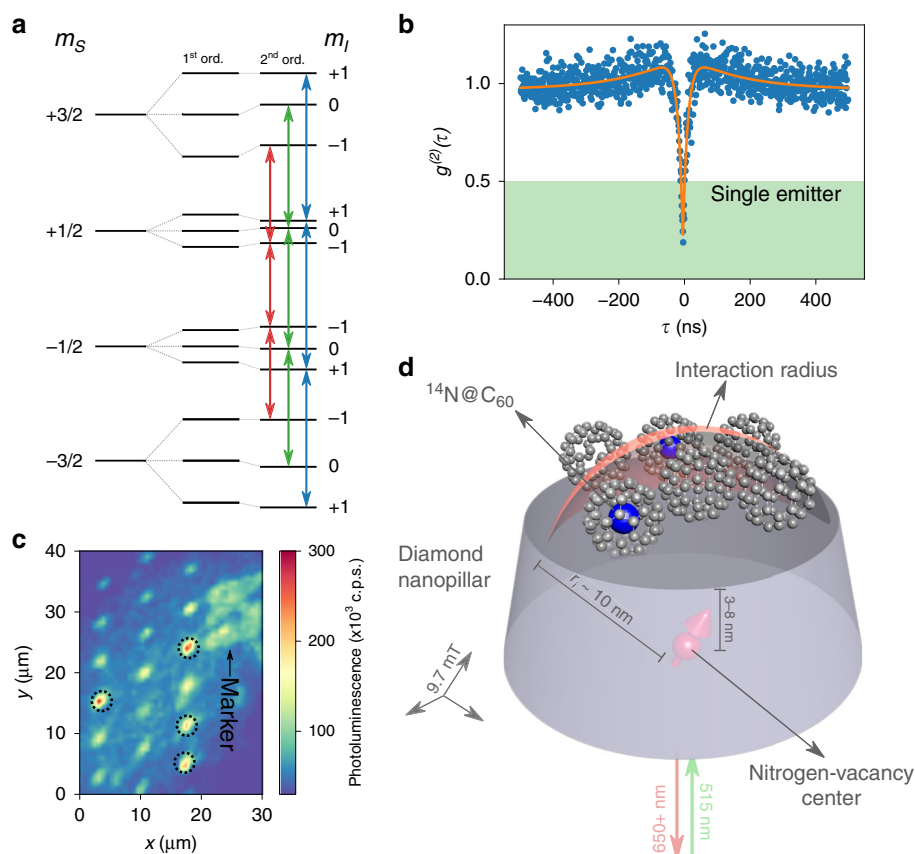 a
m_S
1st ord.
2nd ord.
m_I
+3/2
+1/2
−1/2
−3/2
+1
0
−1
+1
0
−1
−1
0
+1
−1
0
+1
b
g(2)(τ)
1.0
0.5
0.0
Single emitter
−400
−200
0
200
400
τ (ns)
c
40
30
20
10
0
y (μm)
0
10
20
30
x (μm)
Marker
300
200
100
Photoluminescence (x10³ c.p.s.)
d
14N@C60
Interaction radius
Diamond
nanopillar
ri ~ 10 nm
3–8 nm
9.7 mT
Nitrogen-vacancy
center
650+ nm
515 nm